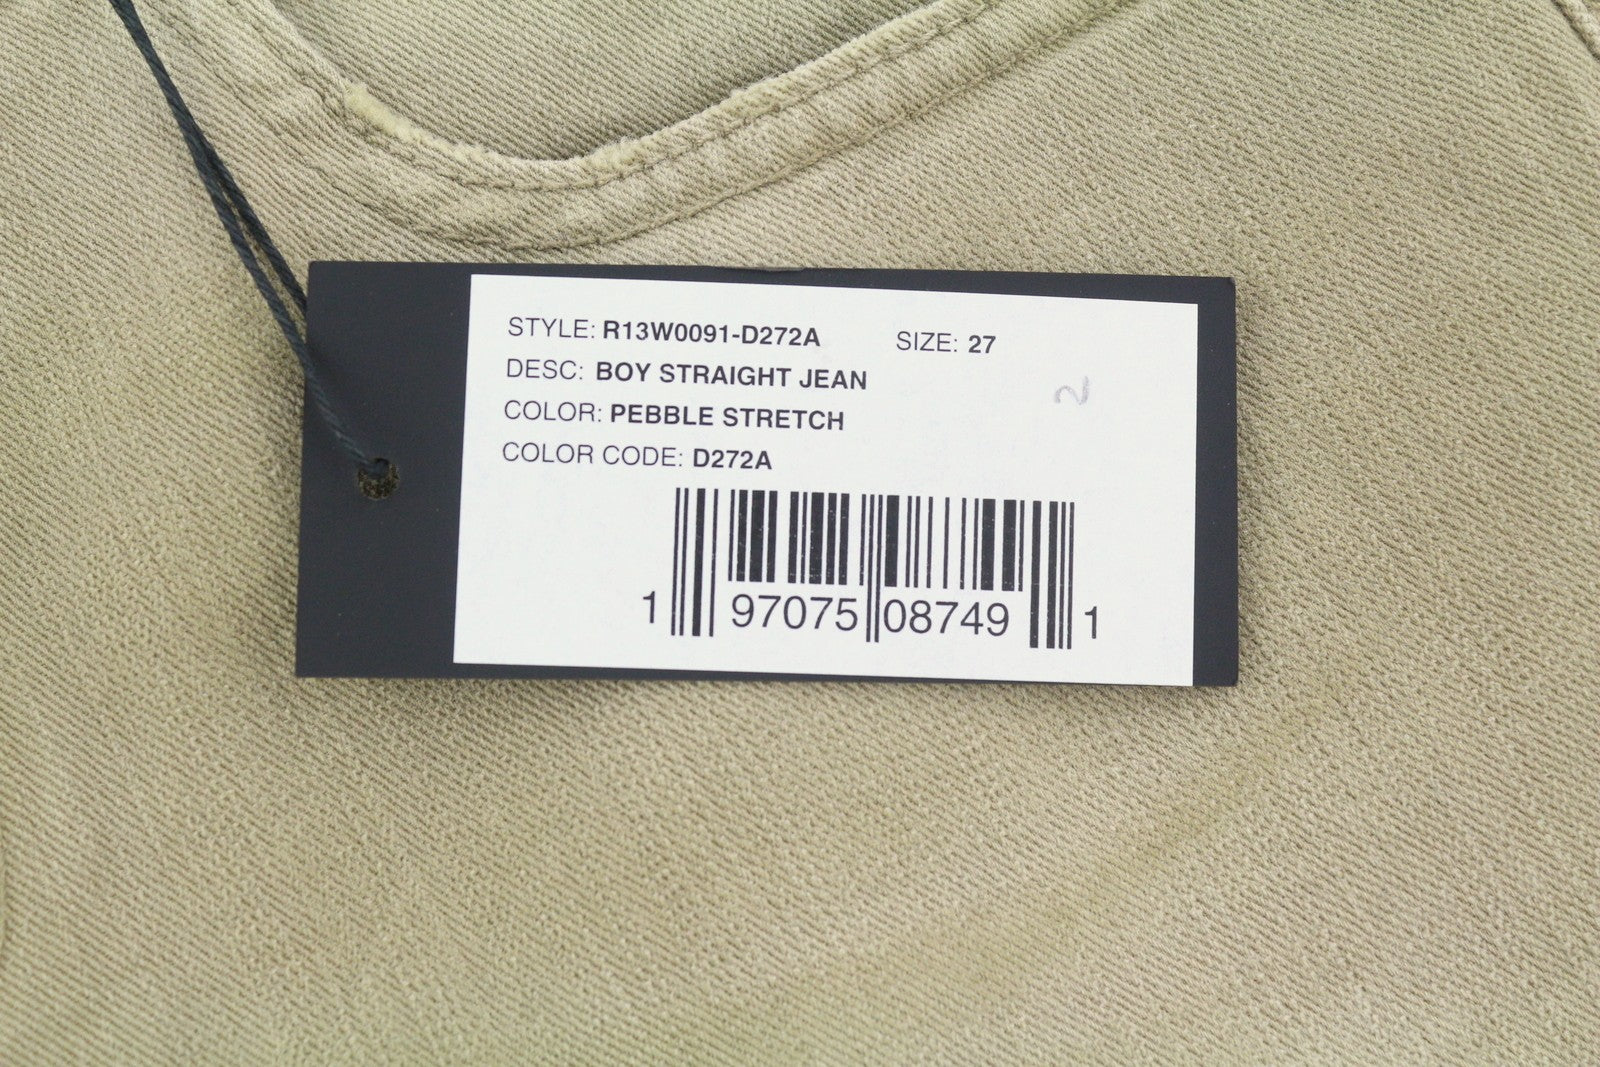 STYLE: R13W0091-D272A SIZE: 27
DESC: BOY STRAIGHT JEAN
2
COLOR: PEBBLE STRETCH
COLOR CODE: D272A
1 97075 08749 1